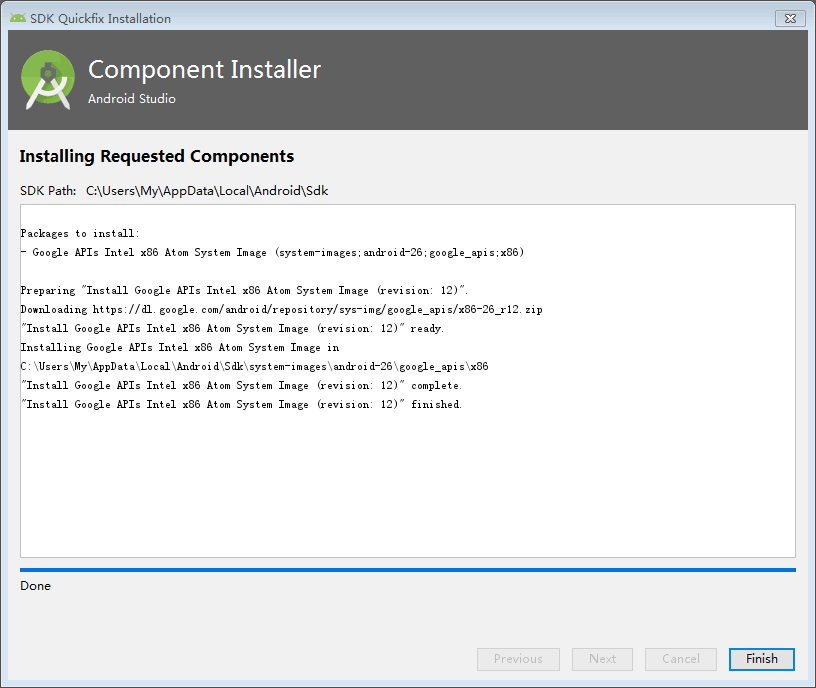 SDK Quickfix Installation
Component Installer
Android Studio
Installing Requested Components
SDK Path: C:\Users\My\AppData\Local\Android\Sdk
Packages to install:
- Google APIs Intel x86 Atom System Image (system-images;android-26;google_apis;x86)
Preparing "Install Google APIs Intel x86 Atom System Image (revision: 12)".
Downloading https://dl.google.com/android/repository/sys-img/google_apis/x86-26_r12.zip
"Install Google APIs Intel x86 Atom System Image (revision: 12)" ready.
Installing Google APIs Intel x86 Atom System Image in
C:\Users\My\AppData\Local\Android\Sdk\system-images\android-26\google_apis\x86
"Install Google APIs Intel x86 Atom System Image (revision: 12)" complete.
"Install Google APIs Intel x86 Atom System Image (revision: 12)" finished.
Done
Previous Next Cancel Finish